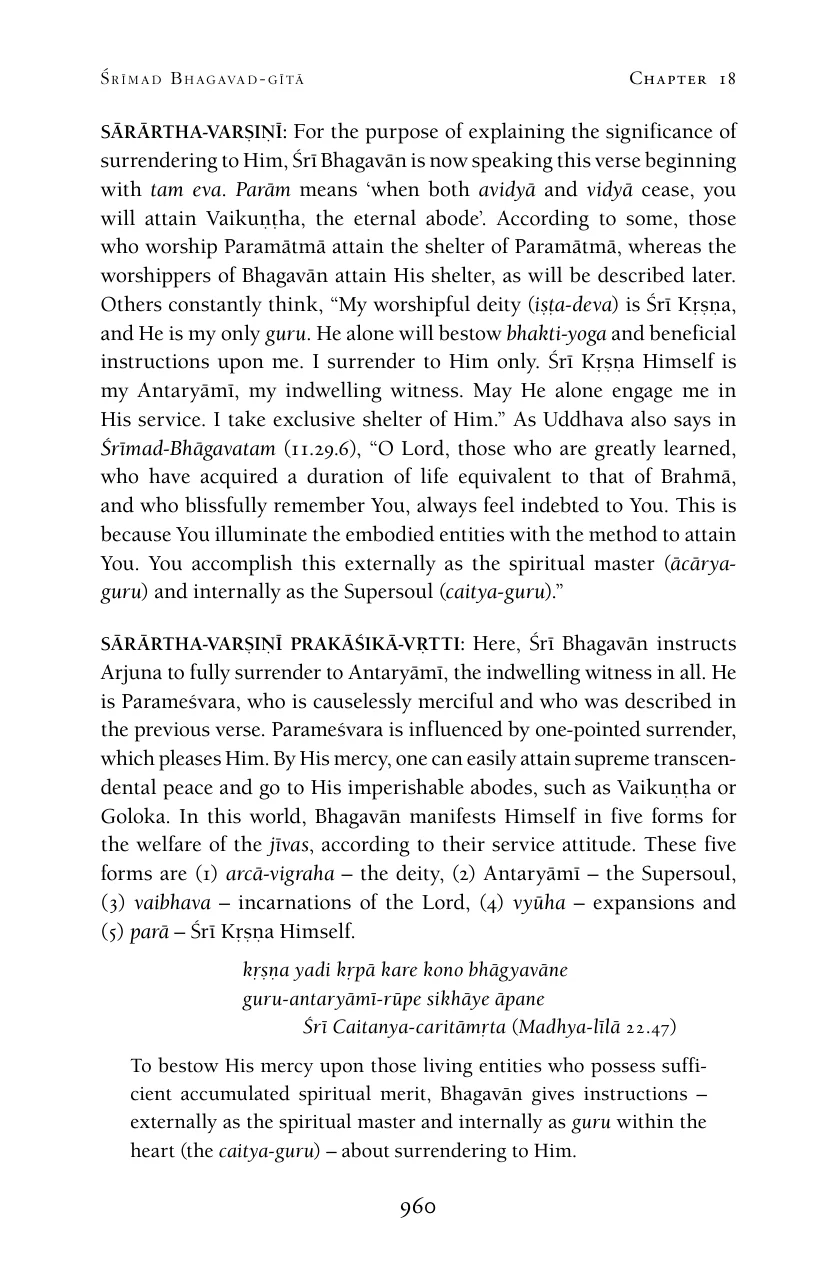 Śrīmad Bhagavad-gītā Chapter 18
SĀRĀRTHA-VARṢIṆĪ: For the purpose of explaining the significance of
surrendering to Him, Śrī Bhagavān is now speaking this verse beginning
with tam eva. Parām means ‘when both avidyā and vidyā cease, you
will attain Vaikuṇṭha, the eternal abode’. According to some, those
who worship Paramātmā attain the shelter of Paramātmā, whereas the
worshippers of Bhagavān attain His shelter, as will be described later.
Others constantly think, “My worshipful deity (iṣṭa-deva) is Śrī Kṛṣṇa,
and He is my only guru. He alone will bestow bhakti-yoga and beneficial
instructions upon me. I surrender to Him only. Śrī Kṛṣṇa Himself is
my Antaryāmī, my indwelling witness. May He alone engage me in
His service. I take exclusive shelter of Him.” As Uddhava also says in
Śrīmad-Bhāgavatam (11.29.6), “O Lord, those who are greatly learned,
who have acquired a duration of life equivalent to that of Brahmā,
and who blissfully remember You, always feel indebted to You. This is
because You illuminate the embodied entities with the method to attain
You. You accomplish this externally as the spiritual master (ācārya-
guru) and internally as the Supersoul (caitya-guru).”
SĀRĀRTHA-VARṢIṆĪ PRAKĀŚIKĀ-VṚTTI: Here, Śrī Bhagavān instructs
Arjuna to fully surrender to Antaryāmī, the indwelling witness in all. He
is Parameśvara, who is causelessly merciful and who was described in
the previous verse. Parameśvara is influenced by one-pointed surrender,
which pleases Him. By His mercy, one can easily attain supreme transcen-
dental peace and go to His imperishable abodes, such as Vaikuṇṭha or
Goloka. In this world, Bhagavān manifests Himself in five forms for
the welfare of the jīvas, according to their service attitude. These five
forms are (1) arcā-vigraha – the deity, (2) Antaryāmī – the Supersoul,
(3) vaibhava – incarnations of the Lord, (4) vyūha – expansions and
(5) parā – Śrī Kṛṣṇa Himself.
kṛṣṇa yadi kṛpā kare kono bhāgyavāne
guru-antaryāmī-rūpe sikhāye āpane
Śrī Caitanya-caritāmṛta (Madhya-līlā 22.47)
To bestow His mercy upon those living entities who possess suffi-
cient accumulated spiritual merit, Bhagavān gives instructions –
externally as the spiritual master and internally as guru within the
heart (the caitya-guru) – about surrendering to Him.
960